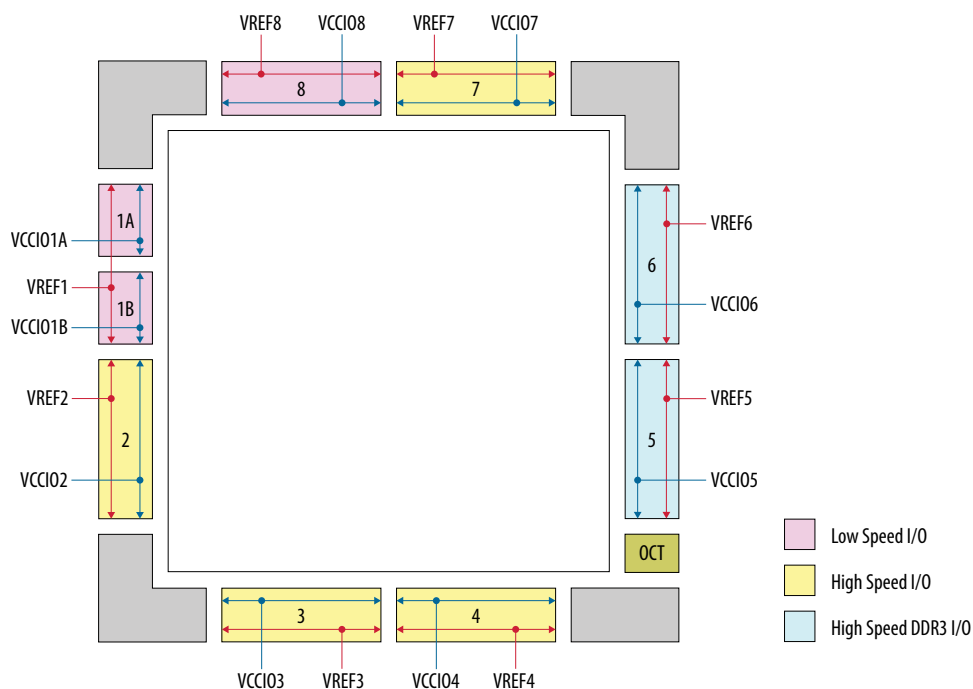 VREF8
VCCIO8
VREF7
VCCIO7
8
7
1A
VCCIO1A
VREF1
1B
VCCIO1B
VREF2
2
VCCIO2
6
VREF6
VCCIO6
VREF5
5
VCCIO5
OCT
3
4
VCCIO3
VREF3
VCCIO4
VREF4
Low Speed I/O
High Speed I/O
High Speed DDR3 I/O